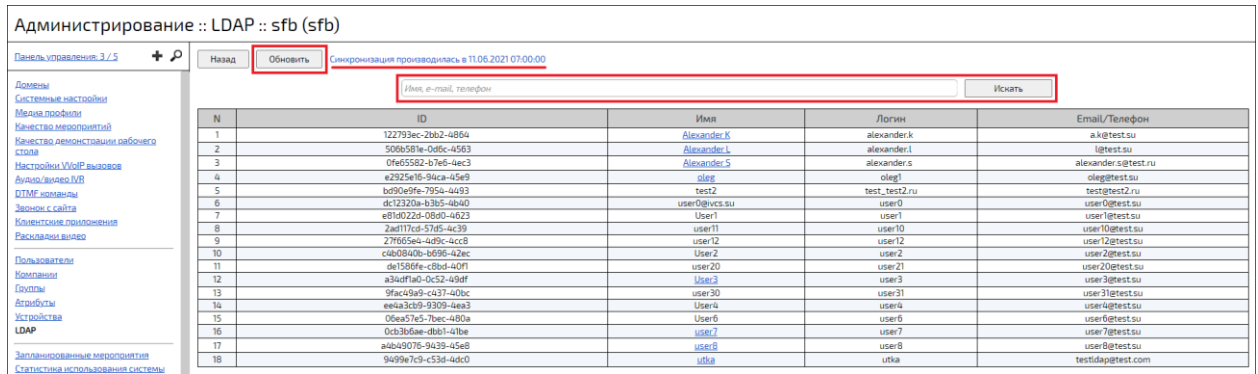 Администрирование :: LDAP :: sfb (sfb)
Панель управления: 3 / 5
Назад Обновить Синхронизация производилась в 11.06.2021 07:00:00
Имя, e-mail, телефон Искать
Домены
Системные настройки
Медиа профили
Качество мероприятий
Качество демонстрации рабочего
стола
Настройки VVoIP вызовов
Аудио/видео IVR
DTMF команды
Звонок с сайта
Клиентские приложения
Раскладки видео
Пользователи
Компании
Группы
Атрибуты
Устройства
LDAP
Запланированные мероприятия
Статистика использования системы
N ID Имя Логин Email/Телефон
1 122793ec-2bb2-4864 Alexander K alexander.k a.k@test.su
2 506b581e-0d6c-4563 Alexander L alexander.l l@test.su
3 0fe65582-b7e6-4ec3 Alexander S alexander.s alexander.s@test.ru
4 e2925e16-94ca-45e9 oleg oleg1 oleg@test.su
5 bd90e9fe-7954-4493 test2 test_test2.ru test@test2.ru
6 dc12320a-b3b5-4b40 user0@ivcs.su user0 user0@test.su
7 e81d022d-08d0-4623 User1 user1 user1@test.su
8 2ad117cd-57d5-4c39 user11 user10 user10@test.su
9 27f665e4-4d9c-4cc8 user12 user12 user12@test.su
10 c4b0840b-b696-42ec User2 user2 user2@test.su
11 de1586fe-c8bd-40f1 user20 user21 user20@test.su
12 a34df1a0-0c52-49df User3 user3 user3@test.su
13 9fac49a9-c437-40bc user30 user31 user31@test.su
14 ee4a3cb9-9309-4ea3 User4 user4 user4@test.su
15 06ea57e5-7bec-480a User6 user6 user6@test.su
16 0cb3b6ae-dbb1-41be user7 user7 user7@test.su
17 a4b49076-9439-45e8 user8 user8 user8@test.su
18 9499e7c9-c53d-4dc0 utka utka testldap@test.com